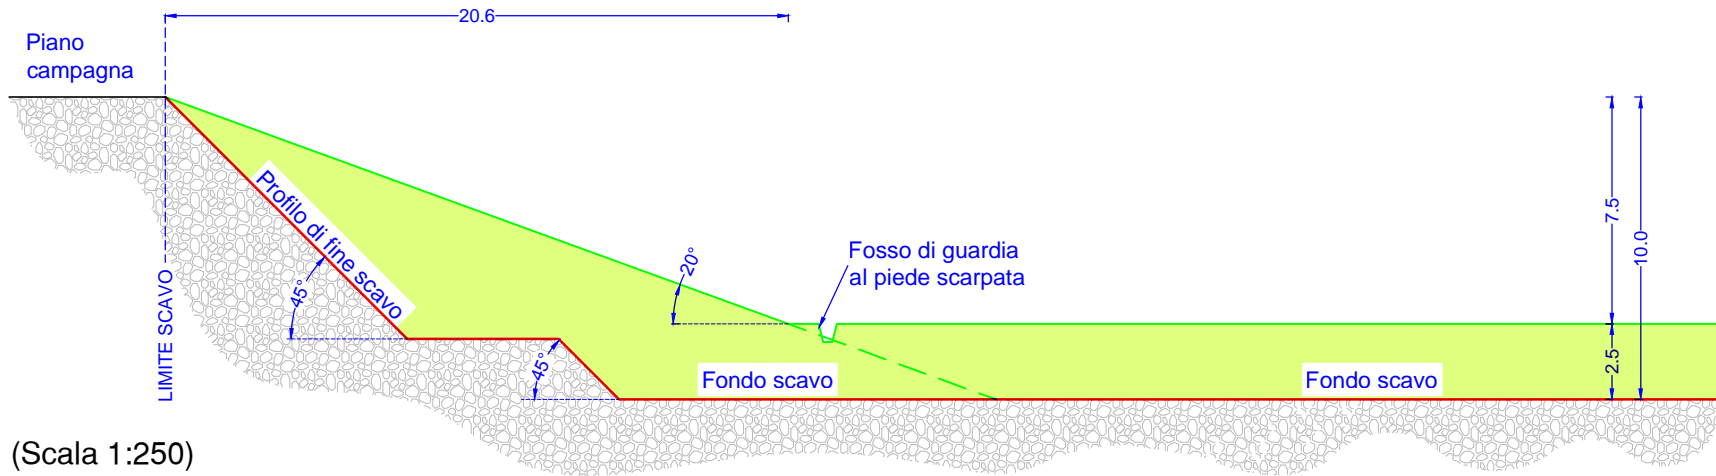 20.6
Piano
campagna
Profilo di fine scavo
45°
LIMITE SCAVO
45°
20°
Fosso di guardia
al piede scarpata
7.5
10.0
2.5
Fondo scavo
Fondo scavo
(Scala 1:250)